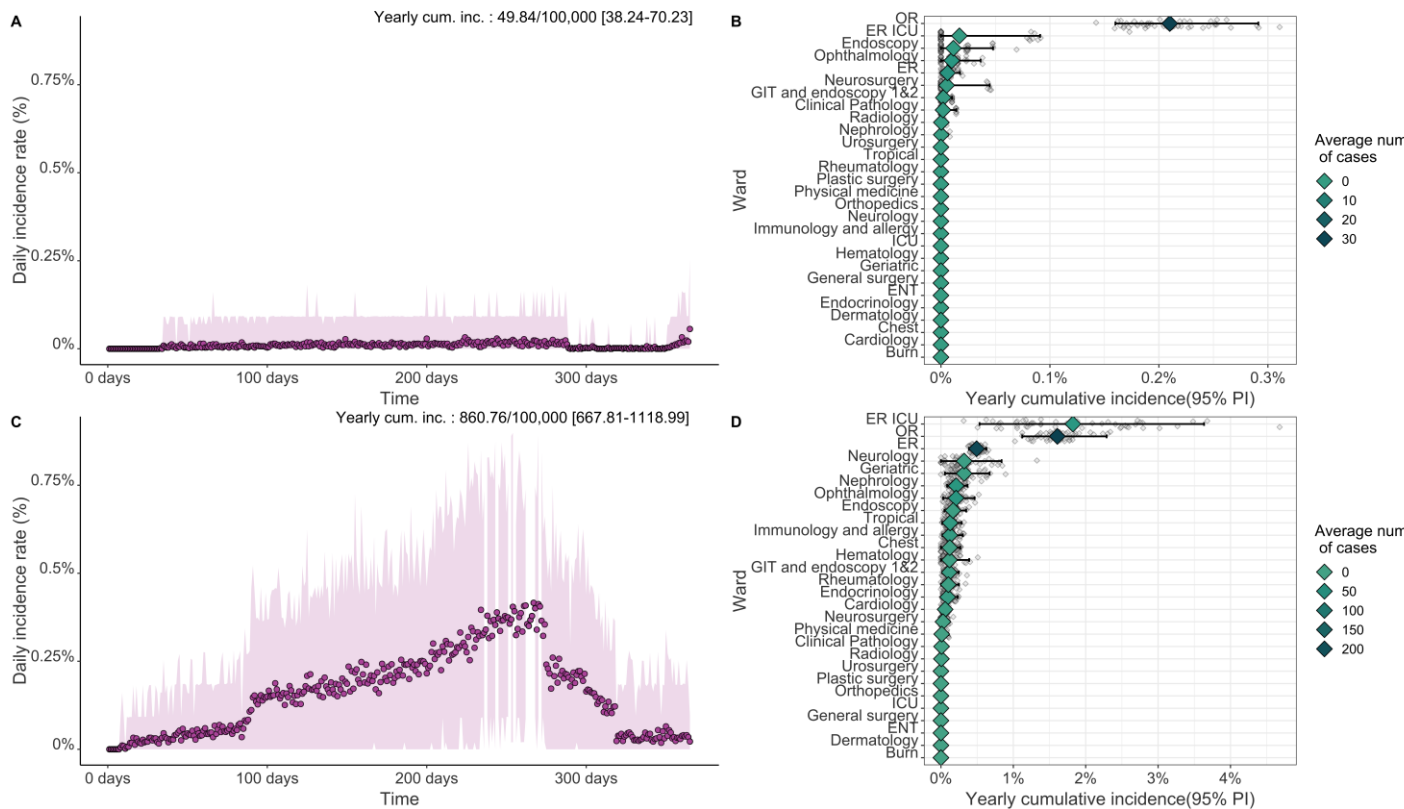 A
Yearly cum. inc. : 49.84/100,000 [38.24-70.23]
Daily incidence rate (%)
0.75%
0.5%
0.25%
0%
0 days
100 days
200 days
300 days
Time
B
Ward
OR
ER ICU
Endoscopy
Ophthalmology
ER
Neurosurgery
GIT and endoscopy 1&2
Clinical Pathology
Radiology
Nephrology
Urosurgery
Tropical
Rheumatology
Plastic surgery
Physical medicine
Orthopedics
Neurology
Immunology and allergy
ICU
Hematology
Geriatric
General surgery
ENT
Endocrinology
Dermatology
Chest
Cardiology
Burn
0%
0.1%
0.2%
0.3%
Yearly cumulative incidence(95% PI)
Average num
of cases
0
10
20
30
C
Yearly cum. inc. : 860.76/100,000 [667.81-1118.99]
Daily incidence rate (%)
0.75%
0.5%
0.25%
0%
0 days
100 days
200 days
300 days
Time
D
Ward
ER ICU
OR
ER
Neurology
Geriatric
Nephrology
Ophthalmology
Endoscopy
Tropical
Immunology and allergy
Chest
Hematology
GIT and endoscopy 1&2
Rheumatology
Endocrinology
Cardiology
Neurosurgery
Physical medicine
Clinical Pathology
Radiology
Urosurgery
Plastic surgery
Orthopedics
ICU
General surgery
ENT
Dermatology
Burn
0%
1%
2%
3%
4%
Yearly cumulative incidence(95% PI)
Average num
of cases
0
50
100
150
200